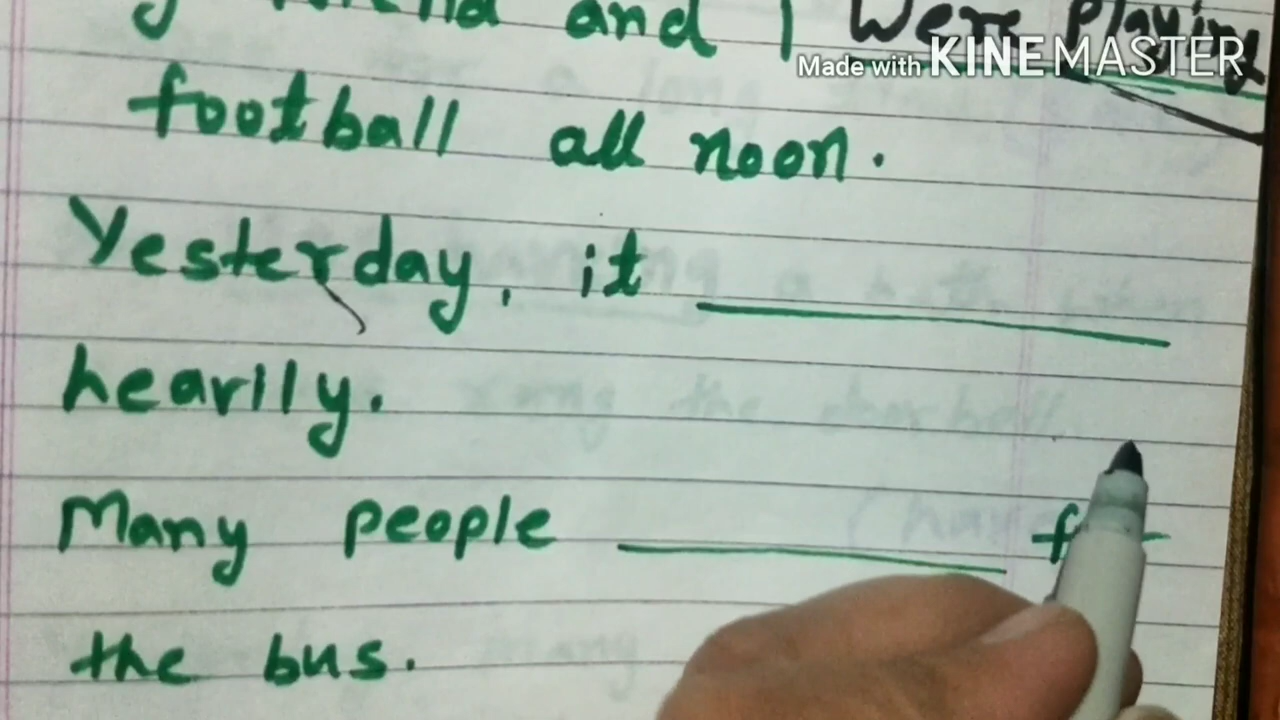 and I were playing
Made with KINEMASTER
football all noon.
Yesterday, it
heavily.
Many people
the bus.